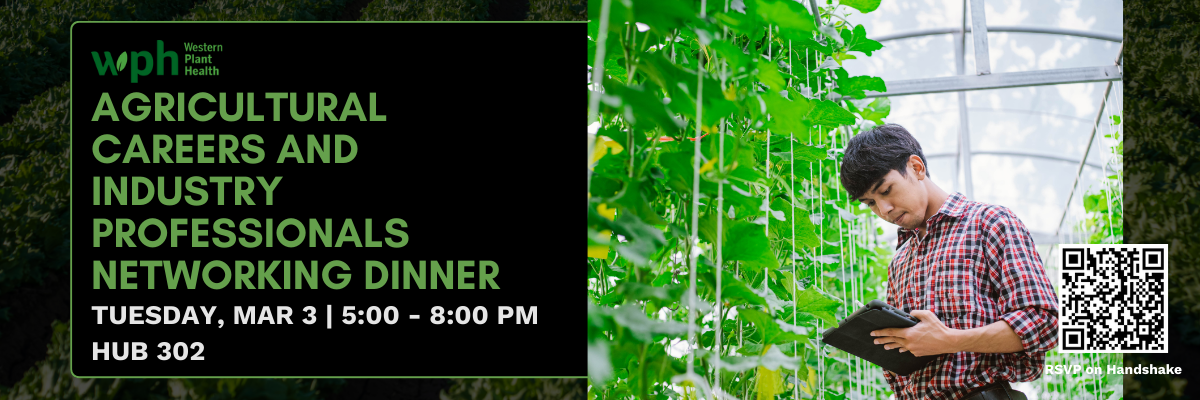 wph Western
Plant
Health
AGRICULTURAL
CAREERS AND
INDUSTRY
PROFESSIONALS
NETWORKING DINNER
TUESDAY, MAR 3 | 5:00 - 8:00 PM
HUB 302
RSVP on Handshake